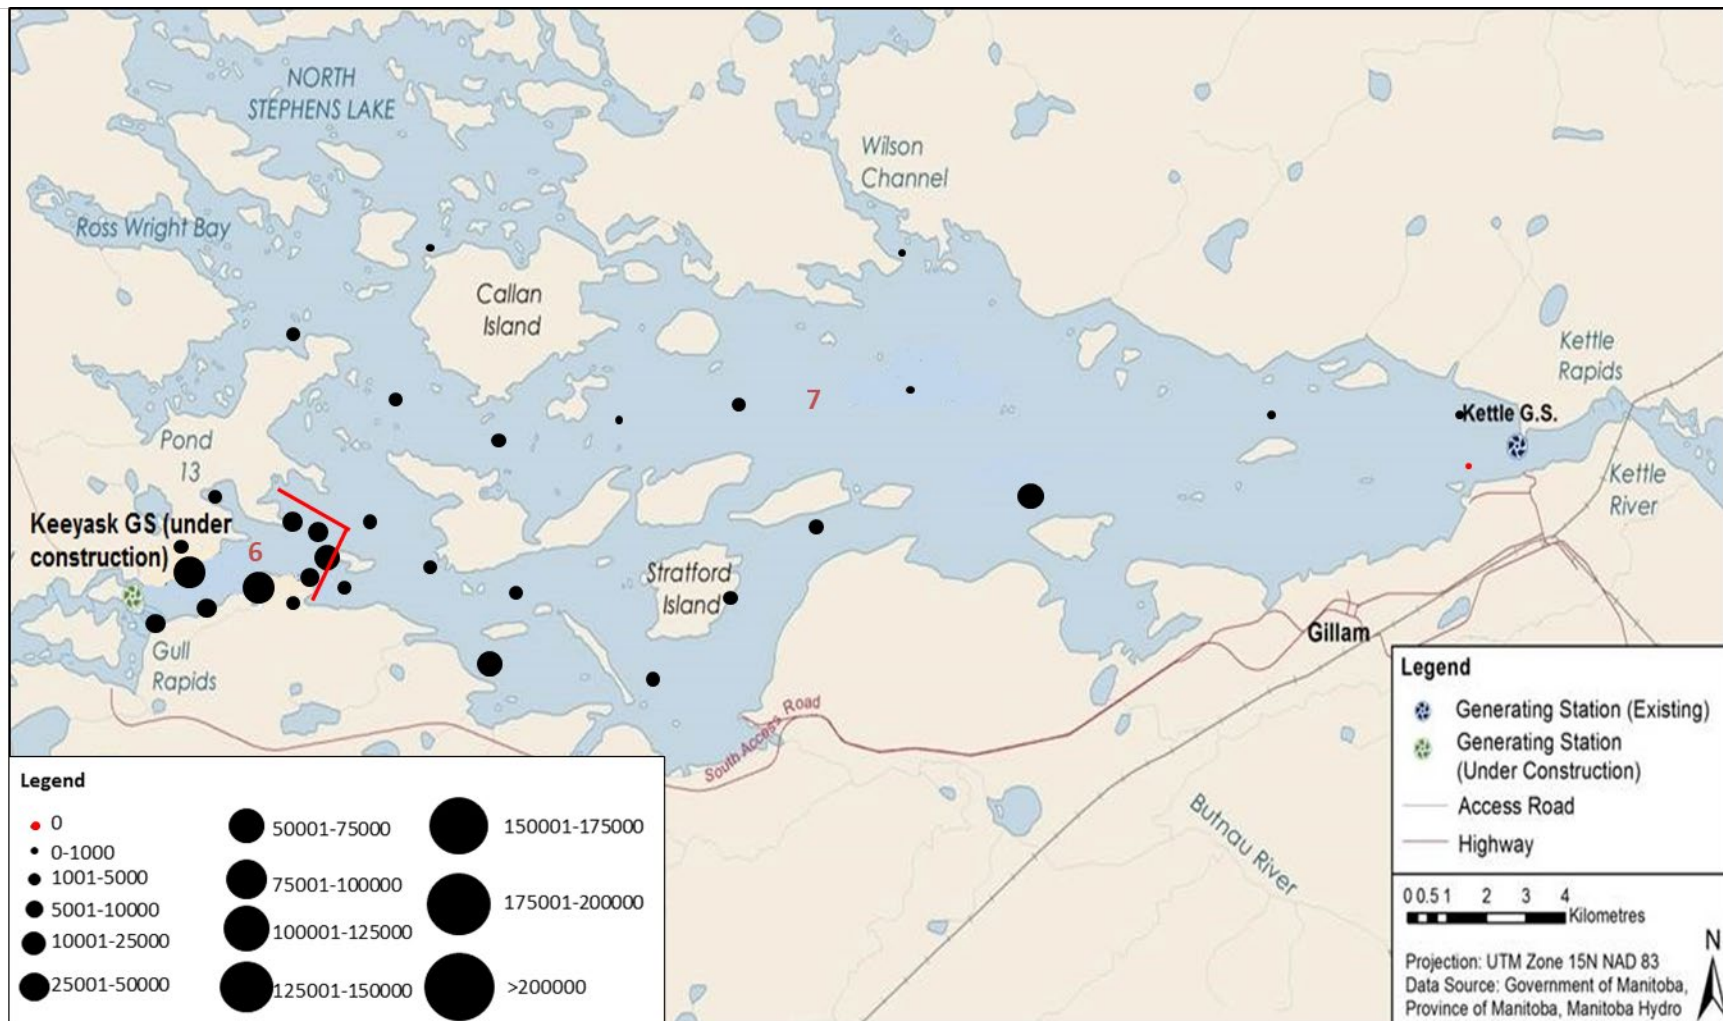 NORTH
STEPHENS LAKE
Wilson
Channel
Ross Wright Bay
Callan
Island
Kettle
Rapids
7
Kettle G.S.
Pond
13
Kettle
River
Keeyask GS (under
construction)
6
Stratford
Island
Gillam
Gull
Rapids
South Access Road
Butnau River
Legend
0
0-1000
1001-5000
5001-10000
10001-25000
25001-50000
50001-75000
75001-100000
100001-125000
125001-150000
150001-175000
175001-200000
>200000
Legend
Generating Station (Existing)
Generating Station
(Under Construction)
Access Road
Highway
0 0.5 1 2 3 4
Kilometres
N
Projection: UTM Zone 15N NAD 83
Data Source: Government of Manitoba,
Province of Manitoba, Manitoba Hydro